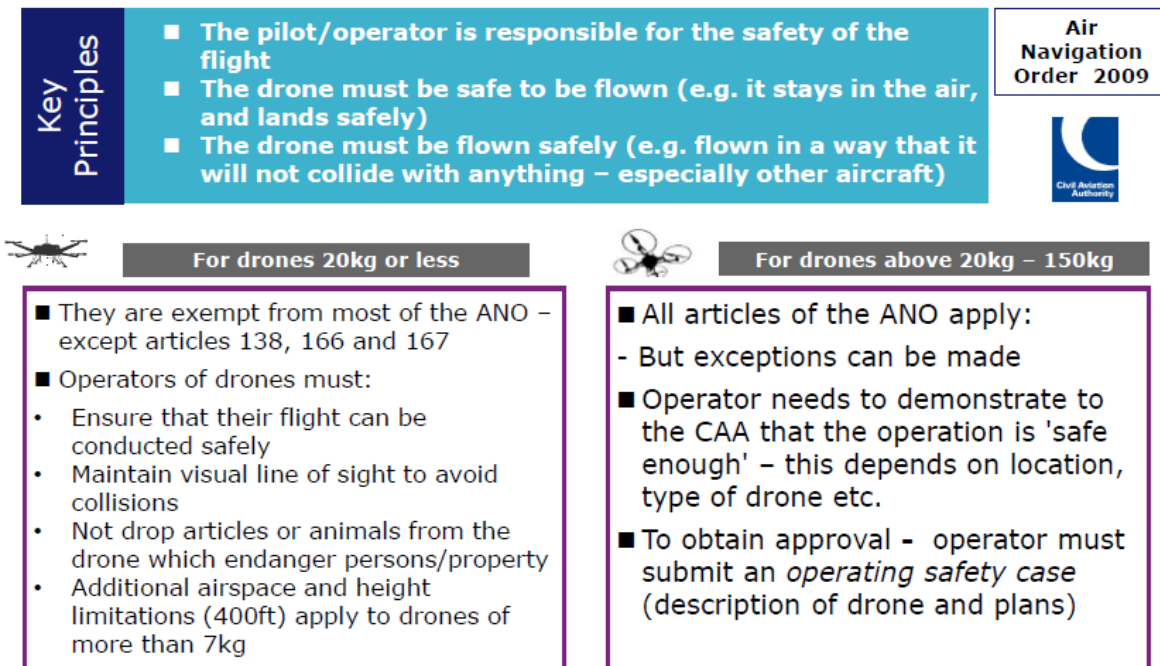 Key
Principles
■ The pilot/operator is responsible for the safety of the
flight
■ The drone must be safe to be flown (e.g. it stays in the air,
and lands safely)
■ The drone must be flown safely (e.g. flown in a way that it
will not collide with anything – especially other aircraft)
Air
Navigation
Order 2009
Civil Aviation
Authority
For drones 20kg or less
■ They are exempt from most of the ANO –
except articles 138, 166 and 167
■ Operators of drones must:
• Ensure that their flight can be
conducted safely
• Maintain visual line of sight to avoid
collisions
• Not drop articles or animals from the
drone which endanger persons/property
• Additional airspace and height
limitations (400ft) apply to drones of
more than 7kg
For drones above 20kg – 150kg
■ All articles of the ANO apply:
- But exceptions can be made
■ Operator needs to demonstrate to
the CAA that the operation is 'safe
enough' – this depends on location,
type of drone etc.
■ To obtain approval - operator must
submit an operating safety case
(description of drone and plans)